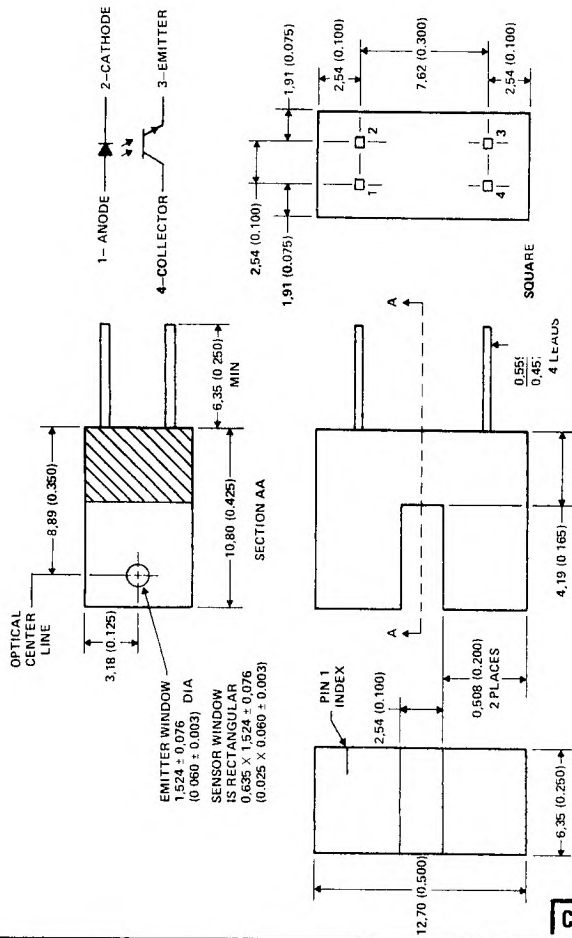 1– ANODE
2–CATHODE
4–COLLECTOR
3–EMITTER
OPTICAL
CENTER
LINE
8,89 (0.350)
3,18 (0.125)
6,35 (0 250)
MIN
10,80 (0.425)
SECTION AA
EMITTER WINDOW
1,524 ± 0,076 DIA
(0 060 ± 0.003)
SENSOR WINDOW
IS RECTANGULAR
0,635 X 1,524 ± 0,076
(0.025 X 0.060 ± 0.003)
2,54 (0.100)
1,91 (0.075)
1,91 (0.075)
2,54 (0.100)
7,62 (0.300)
2,54 (0.100)
1
2
4
3
SQUARE
PIN 1
INDEX
2,54 (0.100)
0,508 (0.200)
2 PLACES
12,70 (0.500)
6,35 (0.250)
A
A
4,19 (0 165)
4 LEADS
C